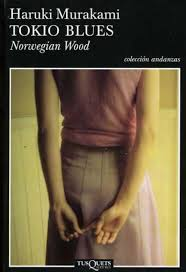 Haruki Murakami
TOKIO BLUES
Norwegian Wood
colección andanzas
TUSQUETS